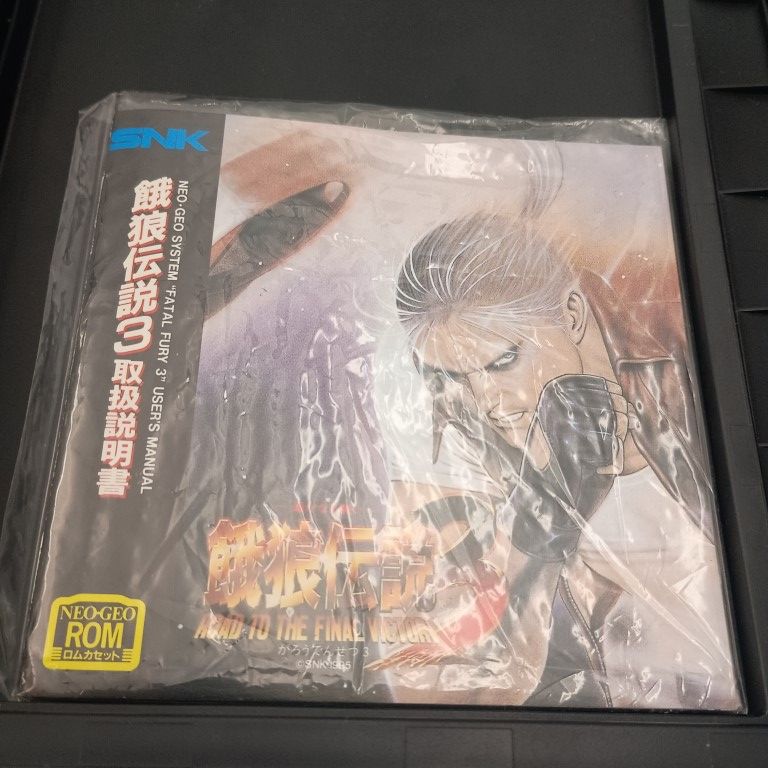 SNK
NEO•GEO SYSTEM "FATAL FURY 3" USER'S MANUAL
餓狼伝説3 取扱説明書
餓狼伝説3
ROAD TO THE FINAL VICTORY
がろうでんせつ3
©SNK 1995
NEO•GEO
ROM
ロムカセット